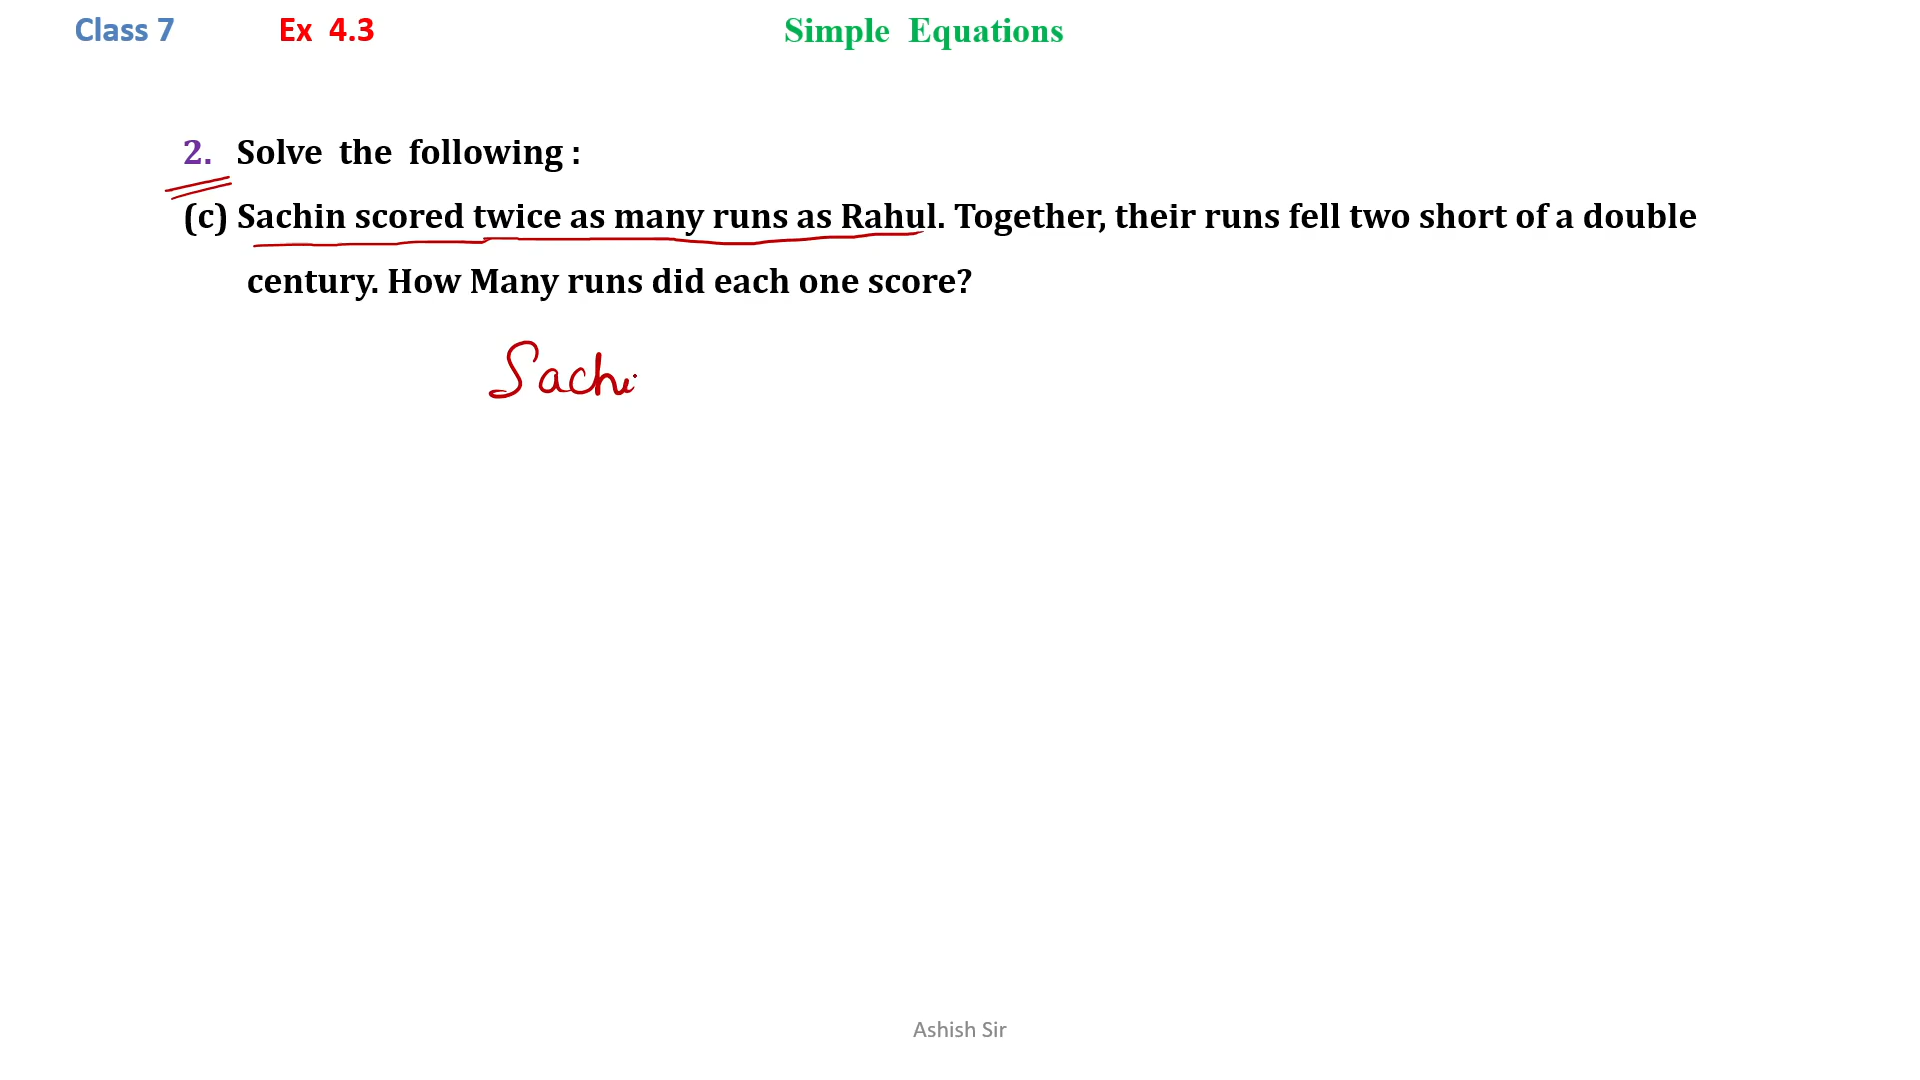 Class 7 Ex 4.3 Simple Equations
2. Solve the following :
(c) Sachin scored twice as many runs as Rahul. Together, their runs fell two short of a double
century. How Many runs did each one score?
Sachi
Ashish Sir